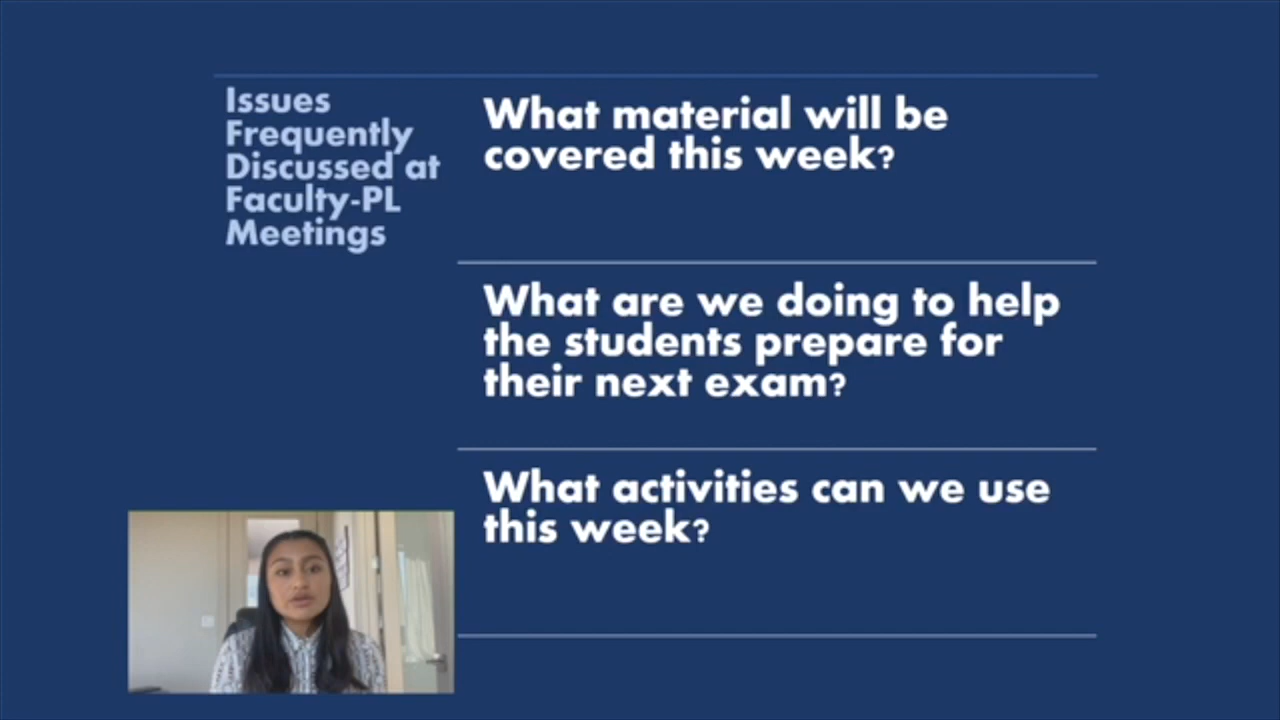 Issues
Frequently
Discussed at
Faculty-PL
Meetings
What material will be
covered this week?
What are we doing to help
the students prepare for
their next exam?
What activities can we use
this week?